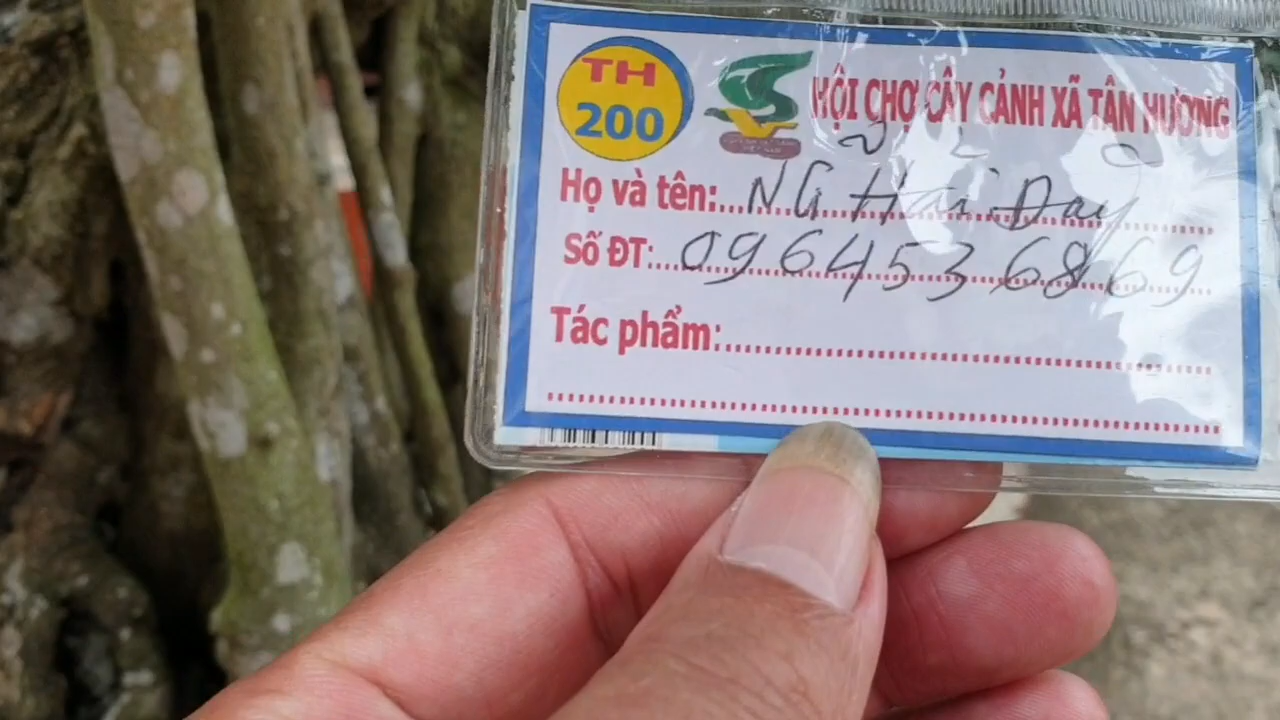 TH
200
HỘI CHỢ CÂY CẢNH XÃ TÂN HƯƠNG
Họ và tên: NG Hải Đay
Số ĐT: 0964536869
Tác phẩm: